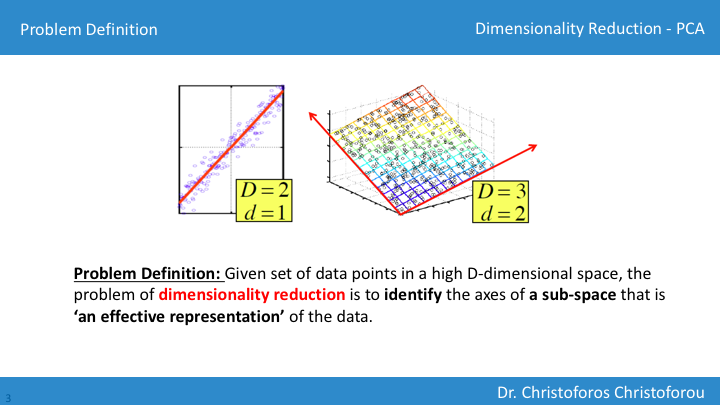 Problem Definition
Dimensionality Reduction - PCA
D = 2
d = 1
D = 3
d = 2
Problem Definition: Given set of data points in a high D-dimensional space, the
problem of dimensionality reduction is to identify the axes of a sub-space that is
‘an effective representation’ of the data.
3
Dr. Christoforos Christoforou